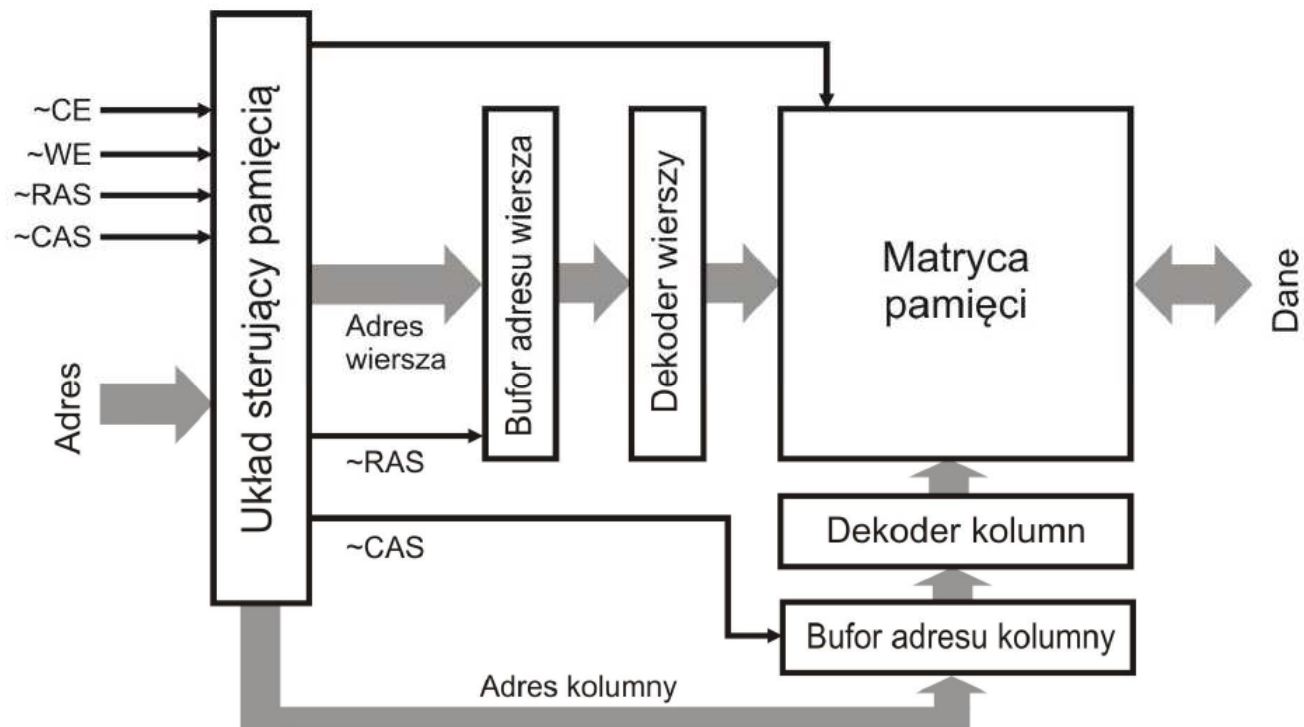 ~CE
~WE
~RAS
~CAS
Adres
Układ sterujący pamięcią
Adres
wiersza
~RAS
~CAS
Bufor adresu wiersza
Dekoder wierszy
Matryca
pamięci
Dane
Dekoder kolumn
Bufor adresu kolumny
Adres kolumny